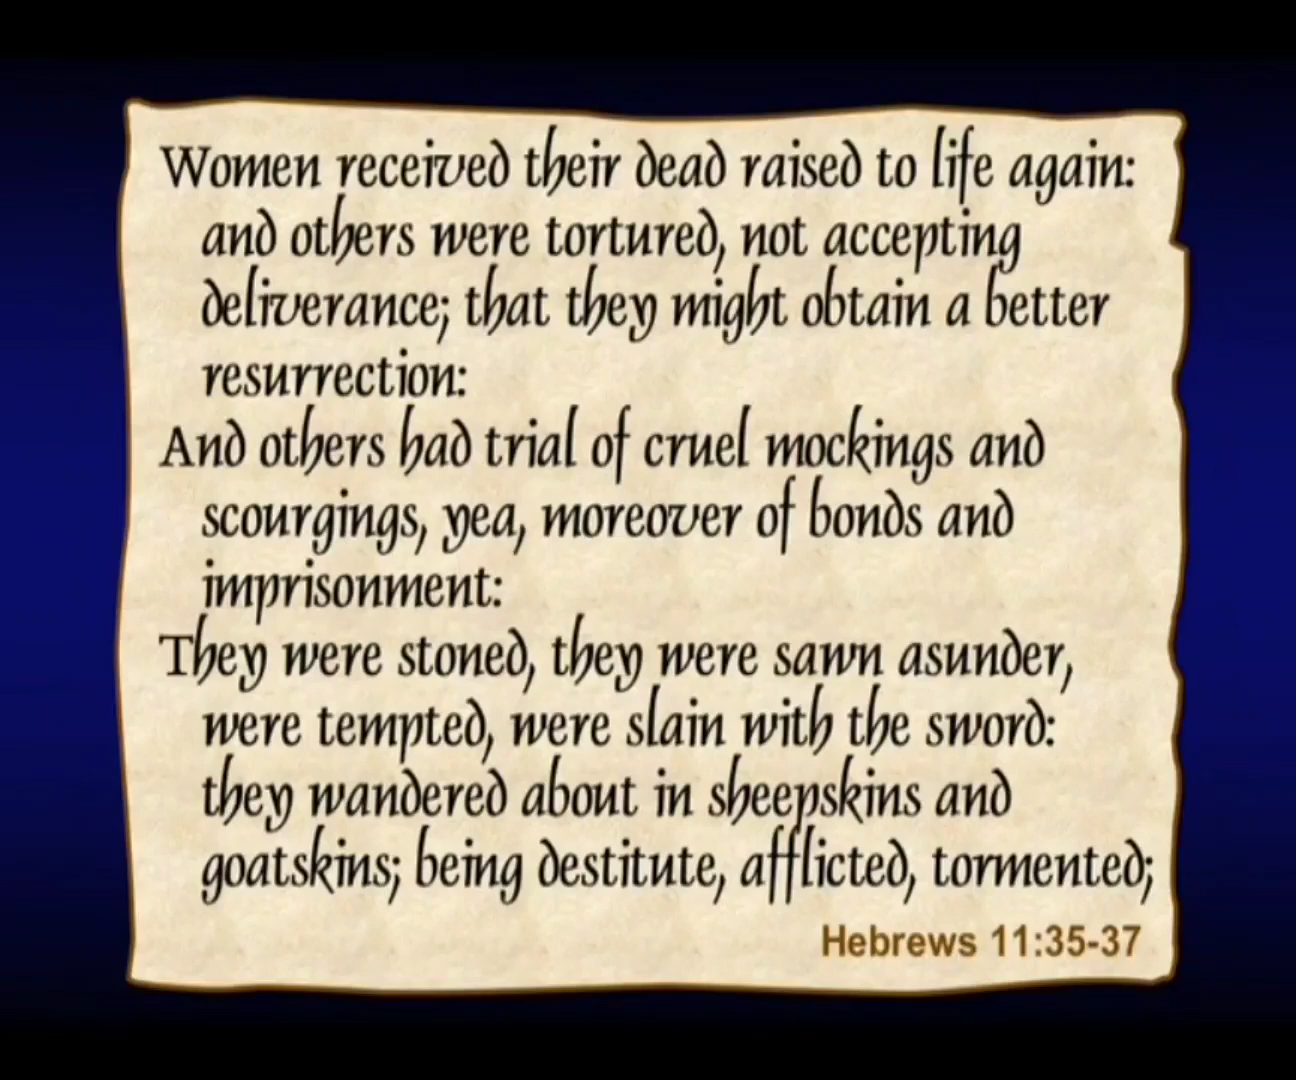 Women received their dead raised to life again:
and others were tortured, not accepting
deliverance; that they might obtain a better
resurrection:
And others had trial of cruel mockings and
scourgings, yea, moreover of bonds and
imprisonment:
They were stoned, they were sawn asunder,
were tempted, were slain with the sword:
they wandered about in sheepskins and
goatskins; being destitute, afflicted, tormented;
Hebrews 11:35-37